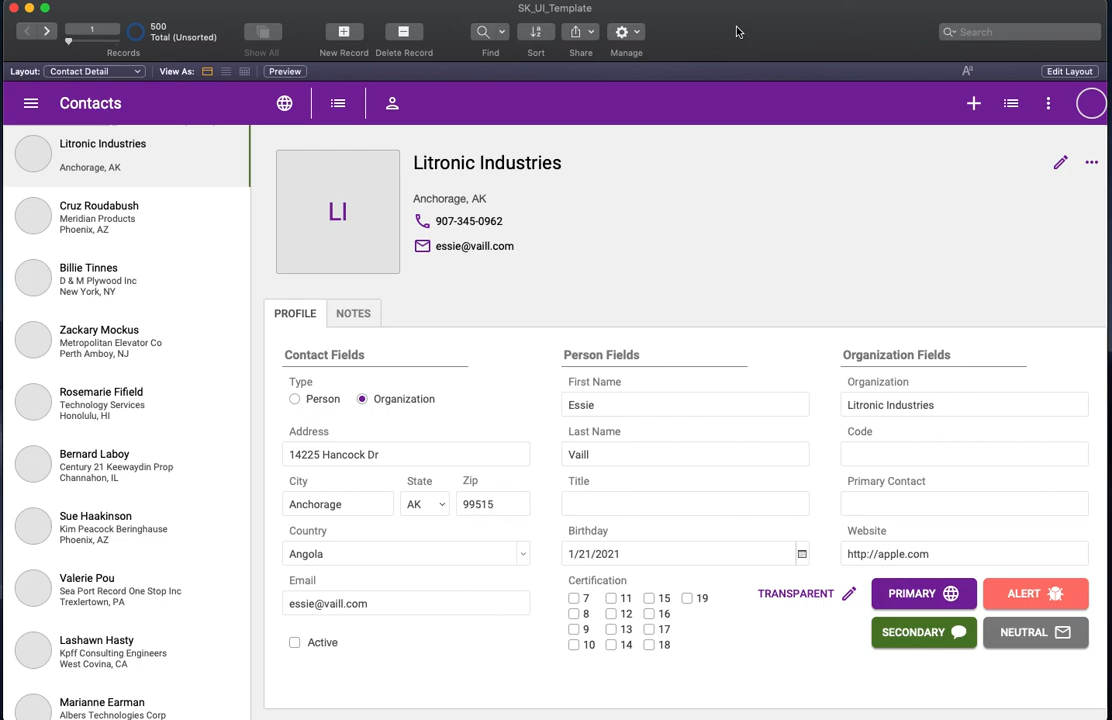 SK_UI_Template
1
500
Total (Unsorted)
Records
Show All
New Record
Delete Record
Find
Sort
Share
Manage
Search
Layout:
Contact Detail
View As:
Preview
Aª
Edit Layout
Contacts
Litronic Industries
Anchorage, AK
Cruz Roudabush
Meridian Products
Phoenix, AZ
Billie Tinnes
D & M Plywood Inc
New York, NY
Zackary Mockus
Metropolitan Elevator Co
Perth Amboy, NJ
Rosemarie Fifield
Technology Services
Honolulu, HI
Bernard Laboy
Century 21 Keewaydin Prop
Channahon, IL
Sue Haakinson
Kim Peacock Beringhause
Phoenix, AZ
Valerie Pou
Sea Port Record One Stop Inc
Trexlertown, PA
Lashawn Hasty
Kpff Consulting Engineers
West Covina, CA
Marianne Earman
Albers Technologies Corp
LI
Litronic Industries
Anchorage, AK
907-345-0962
essie@vaill.com
PROFILE
NOTES
Contact Fields
Type
Person
Organization
Address
14225 Hancock Dr
City
State
Zip
Anchorage
AK
99515
Country
Angola
Email
essie@vaill.com
Active
Person Fields
First Name
Essie
Last Name
Vaill
Title
Birthday
1/21/2021
Certification
7 11 15 19
8 12 16
9 13 17
10 14 18
Organization Fields
Organization
Litronic Industries
Code
Primary Contact
Website
http://apple.com
TRANSPARENT
PRIMARY
ALERT
SECONDARY
NEUTRAL